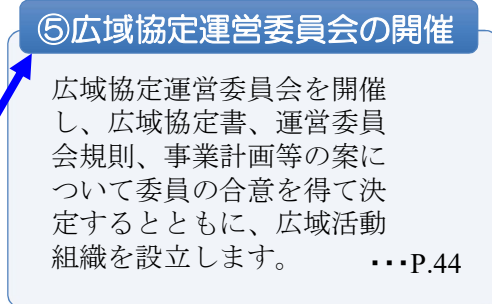 ⑤広域協定運営委員会の開催
広域協定運営委員会を開催
し、広域協定書、運営委員
会規則、事業計画等の案に
ついて委員の合意を得て決
定するとともに、広域活動
組織を設立します。 ・・・P.44